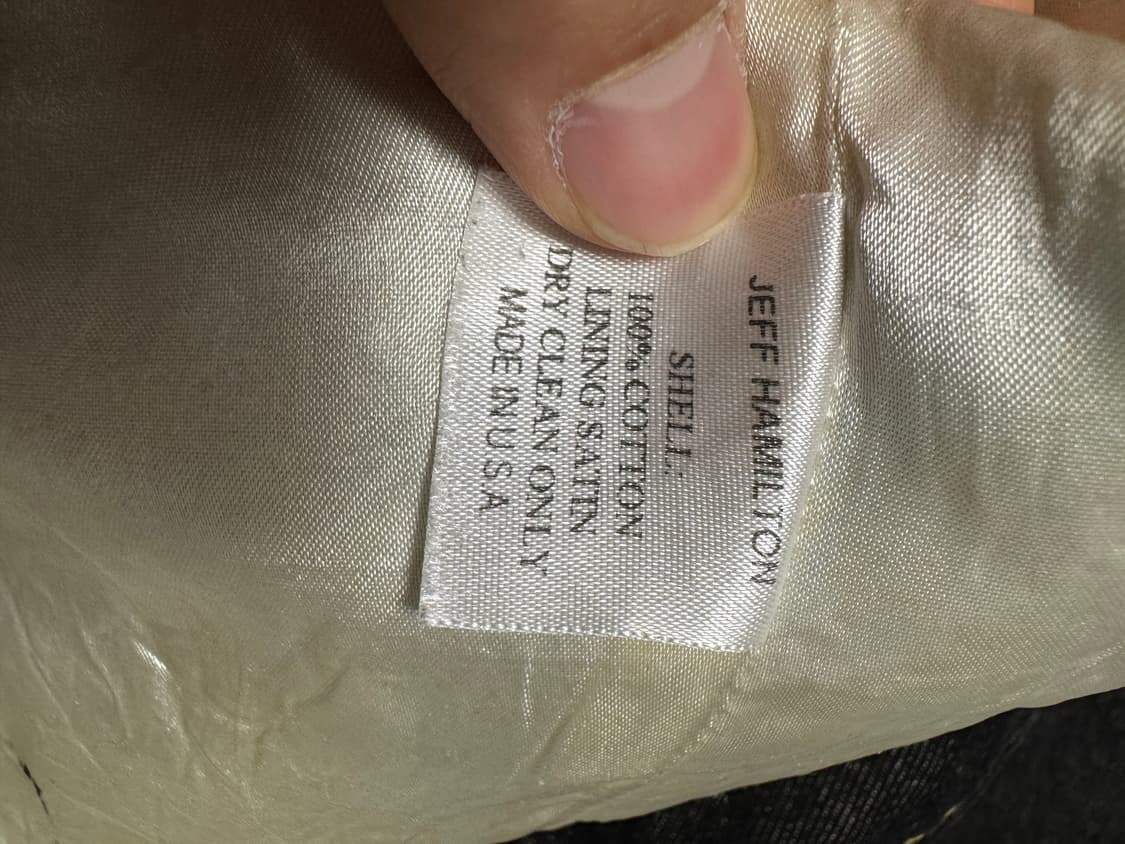 JEFF HAMILTON
SHELL:
100% COTTON
LINING SATIN
DRY CLEAN ONLY
MADE IN U S A